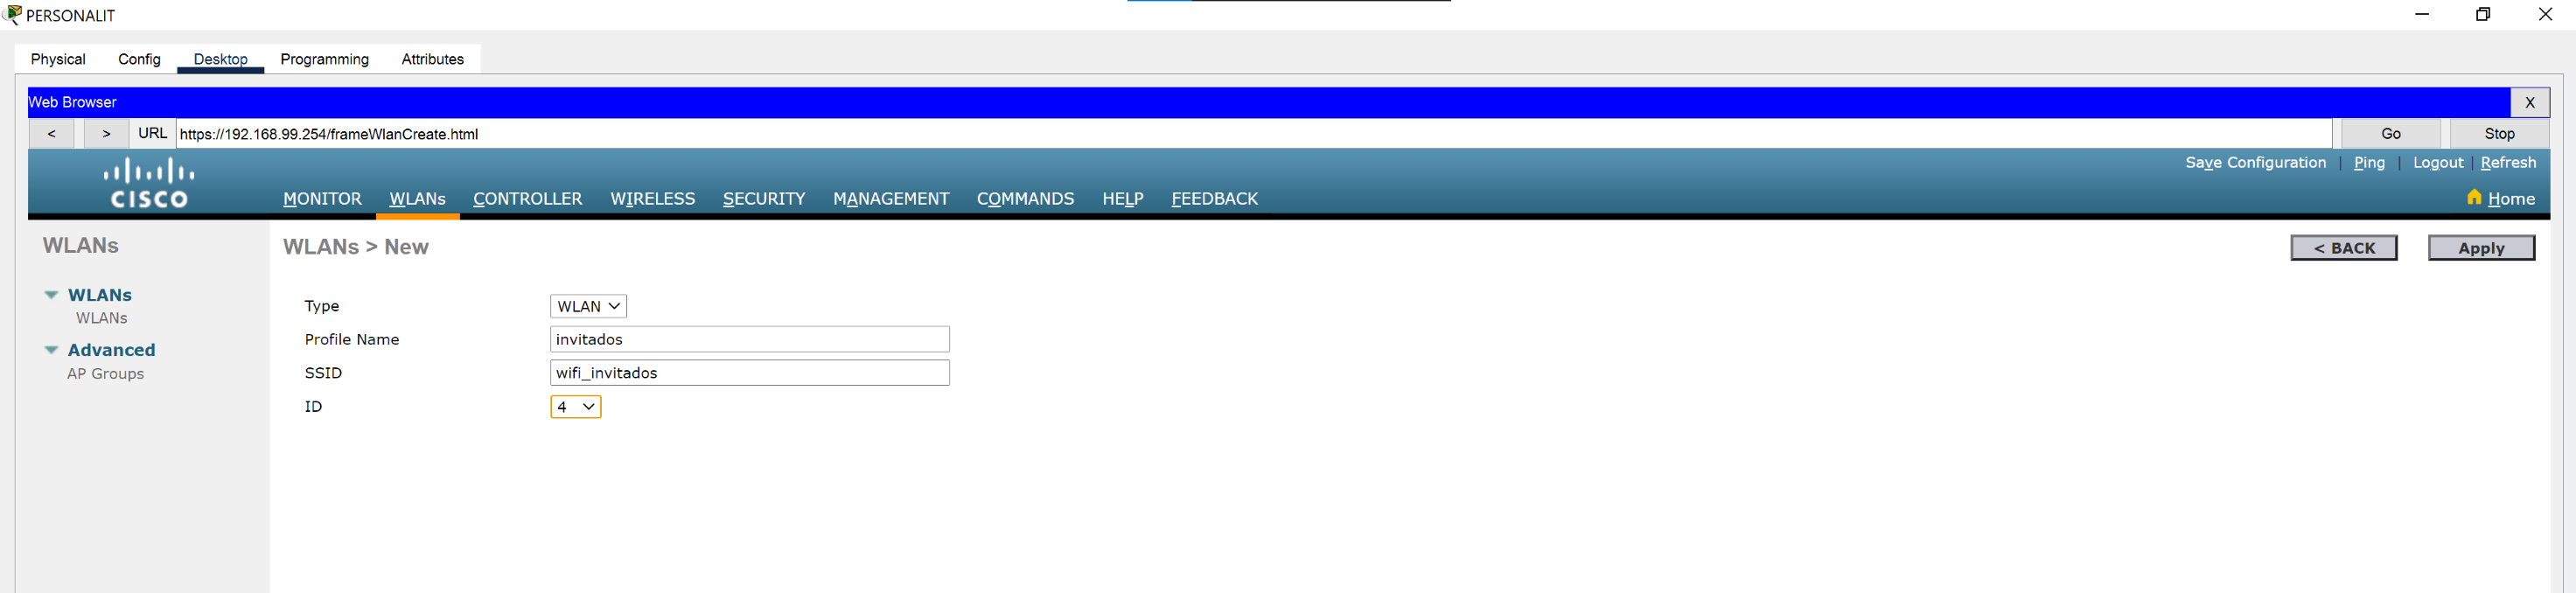 PERSONALIT
Physical Config Desktop Programming Attributes
Web Browser X
< > URL https://192.168.99.254/frameWlanCreate.html Go Stop
Save Configuration | Ping | Logout | Refresh
CISCO MONITOR WLANs CONTROLLER WIRELESS SECURITY MANAGEMENT COMMANDS HELP FEEDBACK Home
WLANs
WLANs
WLANs
Advanced
AP Groups
WLANs > New < BACK Apply
Type WLAN
Profile Name invitados
SSID wifi_invitados
ID 4